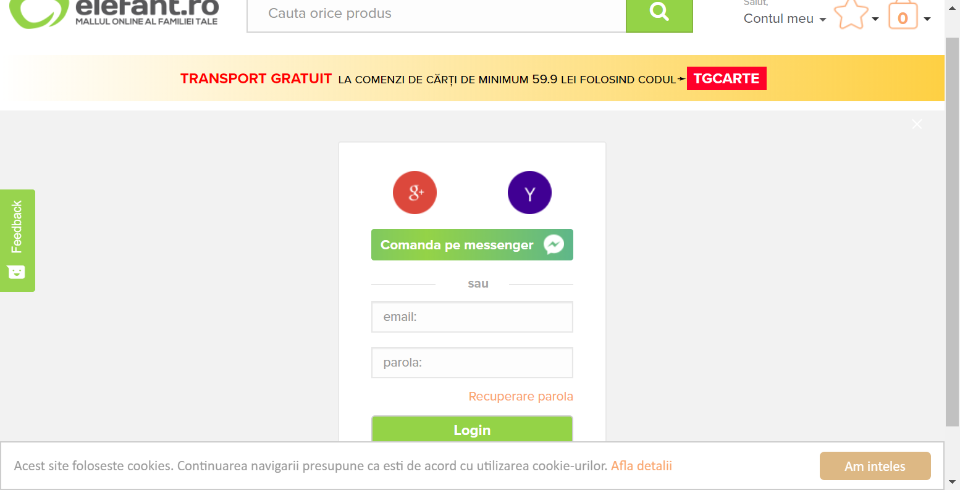 elefant.ro
MALLUL ONLINE AL FAMILIEI TALE
Cauta orice produs
Salut,
Contul meu
0
TRANSPORT GRATUIT LA COMENZI DE CĂRȚI DE MINIMUM 59.9 LEI FOLOSIND CODUL TGCARTE
Feedback
g+
Y
Comanda pe messenger
sau
email:
parola:
Recuperare parola
Login
Acest site foloseste cookies. Continuarea navigarii presupune ca esti de acord cu utilizarea cookie-urilor. Afla detalii
Am inteles